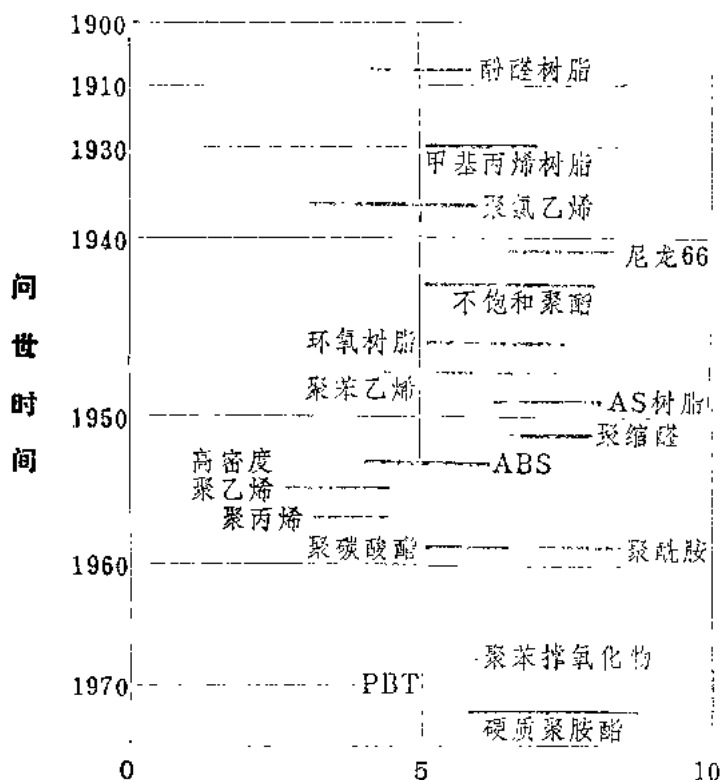 1900
酚醛树脂
1910
1930
甲基丙烯树脂
聚氯乙烯
1940
尼龙66
不饱和聚酯
环氧树脂
聚苯乙烯
AS树脂
1950
聚缩醛
高密度
聚乙烯
ABS
聚丙烯
聚碳酸酯
聚酰胺
1960
聚苯撑氧化物
1970
PBT
硬质聚胺酯
0
5
10
问世时间